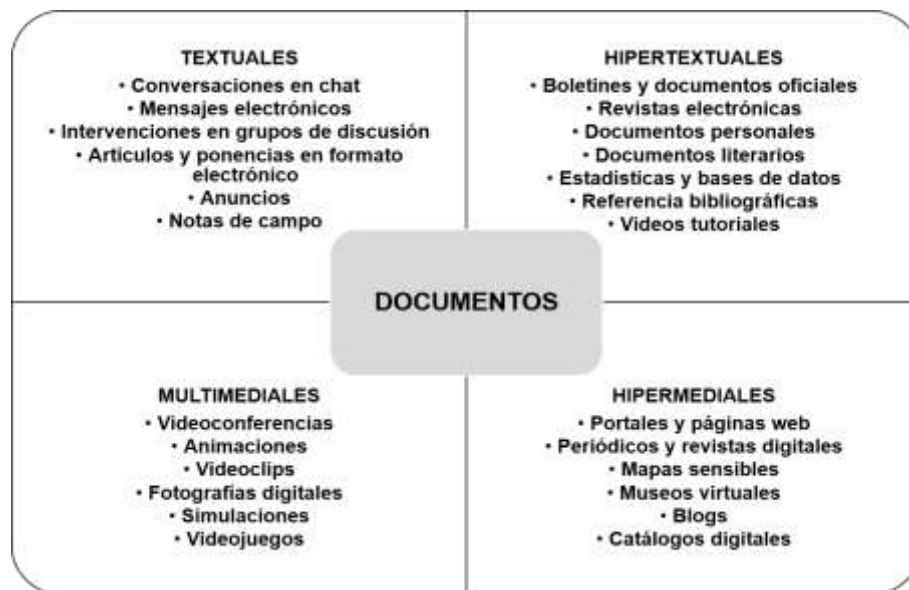 TEXTUALES
• Conversaciones en chat
• Mensajes electrónicos
• Intervenciones en grupos de discusión
• Artículos y ponencias en formato
electrónico
• Anuncios
• Notas de campo
HIPERTEXTUALES
• Boletines y documentos oficiales
• Revistas electrónicas
• Documentos personales
• Documentos literarios
• Estadísticas y bases de datos
• Referencia bibliográficas
• Videos tutoriales
DOCUMENTOS
MULTIMEDIALES
• Videoconferencias
• Animaciones
• Videoclips
• Fotografías digitales
• Simulaciones
• Videojuegos
HIPERMEDIALES
• Portales y páginas web
• Periódicos y revistas digitales
• Mapas sensibles
• Museos virtuales
• Blogs
• Catálogos digitales